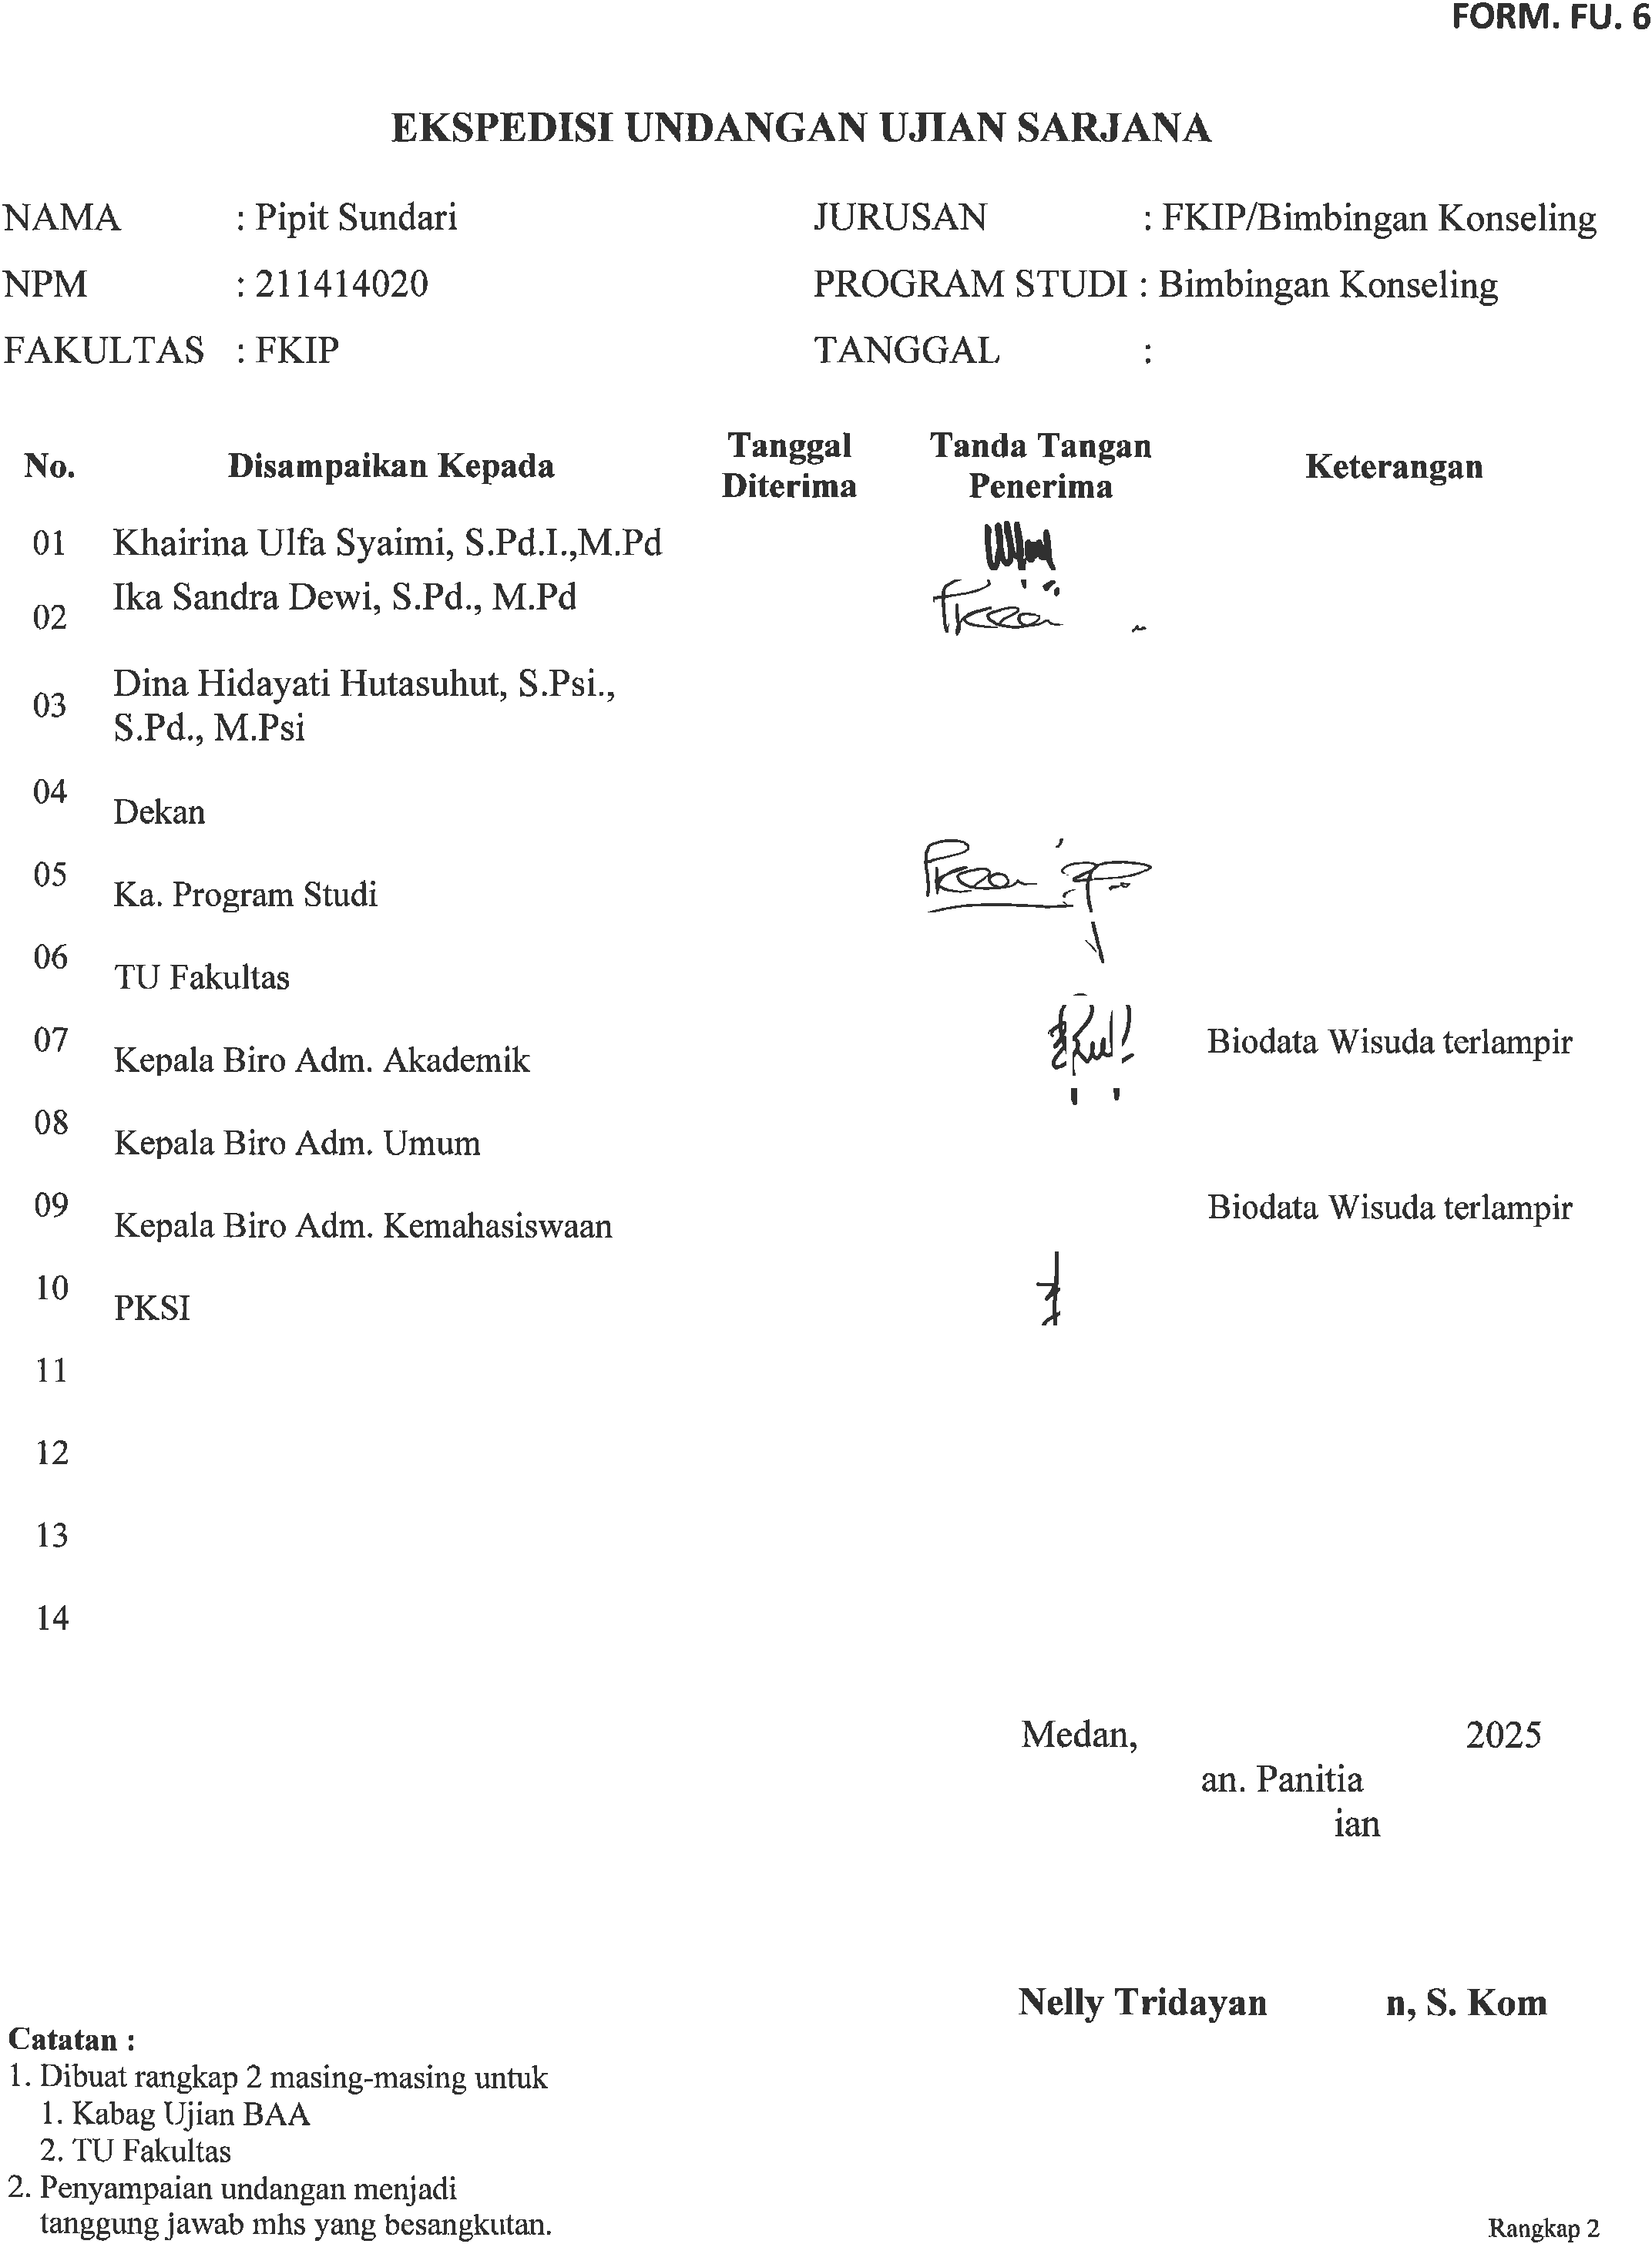 FORM. FU. 6
EKSPEDISI UNDANGAN UJIAN SARJANA
NAMA : Pipit Sundari JURUSAN : FKIP/Bimbingan Konseling
NPM : 211414020 PROGRAM STUDI : Bimbingan Konseling
FAKULTAS : FKIP TANGGAL :
No. Disampaikan Kepada Tanggal Diterima Tanda Tangan Penerima Keterangan
01 Khairina Ulfa Syaimi, S.Pd.I.,M.Pd
02 Ika Sandra Dewi, S.Pd., M.Pd
03 Dina Hidayati Hutasuhut, S.Psi.,
S.Pd., M.Psi
04 Dekan
05 Ka. Program Studi
06 TU Fakultas
07 Kepala Biro Adm. Akademik Biodata Wisuda terlampir
08 Kepala Biro Adm. Umum
09 Kepala Biro Adm. Kemahasiswaan Biodata Wisuda terlampir
10 PKSI
11
12
13
14
Medan, 2025
an. Panitia
ian
Nelly Tridayan n, S. Kom
Catatan :
1. Dibuat rangkap 2 masing-masing untuk
1. Kabag Ujian BAA
2. TU Fakultas
2. Penyampaian undangan menjadi
tanggung jawab mhs yang besangkutan.
Rangkap 2